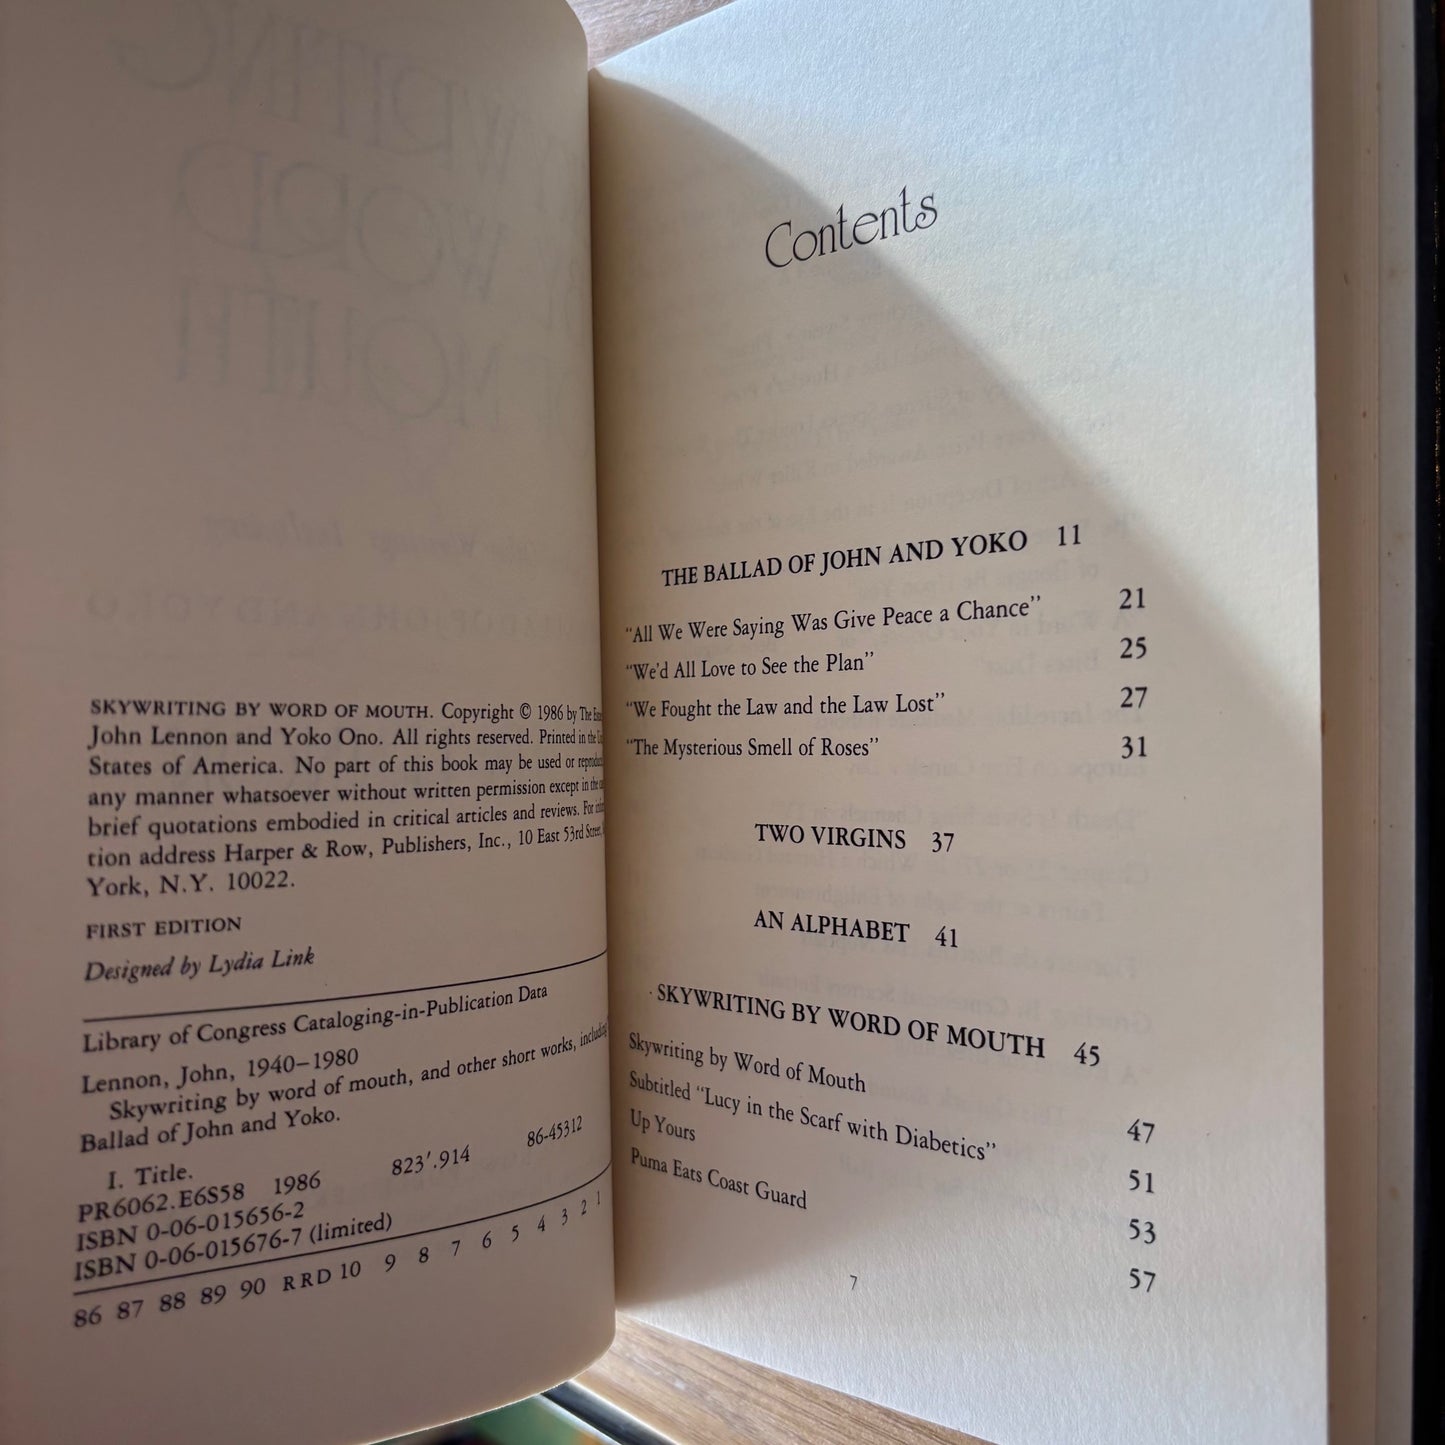 SKYWRITING BY WORD OF MOUTH. Copyright © 1986 by The
John Lennon and Yoko Ono. All rights reserved. Printed in the
States of America. No part of this book may be used or
any manner whatsoever without written permission except in the
brief quotations embodied in critical articles and reviews. For
tion address Harper & Row, Publishers, Inc., 10 East 53rd Street,
York, N.Y. 10022.
FIRST EDITION
Designed by Lydia Link
Library of Congress Cataloging-in-Publication Data
Lennon, John, 1940–1980
Skywriting by word of mouth, and other short works, including
Ballad of John and Yoko.
I. Title.
PR6062.E6S58 1986 823′.914 86-45312
ISBN 0-06-015656-2
ISBN 0-06-015676-7 (limited)
86 87 88 89 90 RRD 10 9 8 7 6 5 4 3 2 1
Contents
THE BALLAD OF JOHN AND YOKO 11
"All We Were Saying Was Give Peace a Chance" 21
"We'd All Love to See the Plan" 25
"We Fought the Law and the Law Lost" 27
"The Mysterious Smell of Roses" 31
TWO VIRGINS 37
AN ALPHABET 41
SKYWRITING BY WORD OF MOUTH 45
Skywriting by Word of Mouth 47
Subtitled "Lucy in the Scarf with Diabetics" 51
Up Yours 53
Puma Eats Coast Guard 57
7